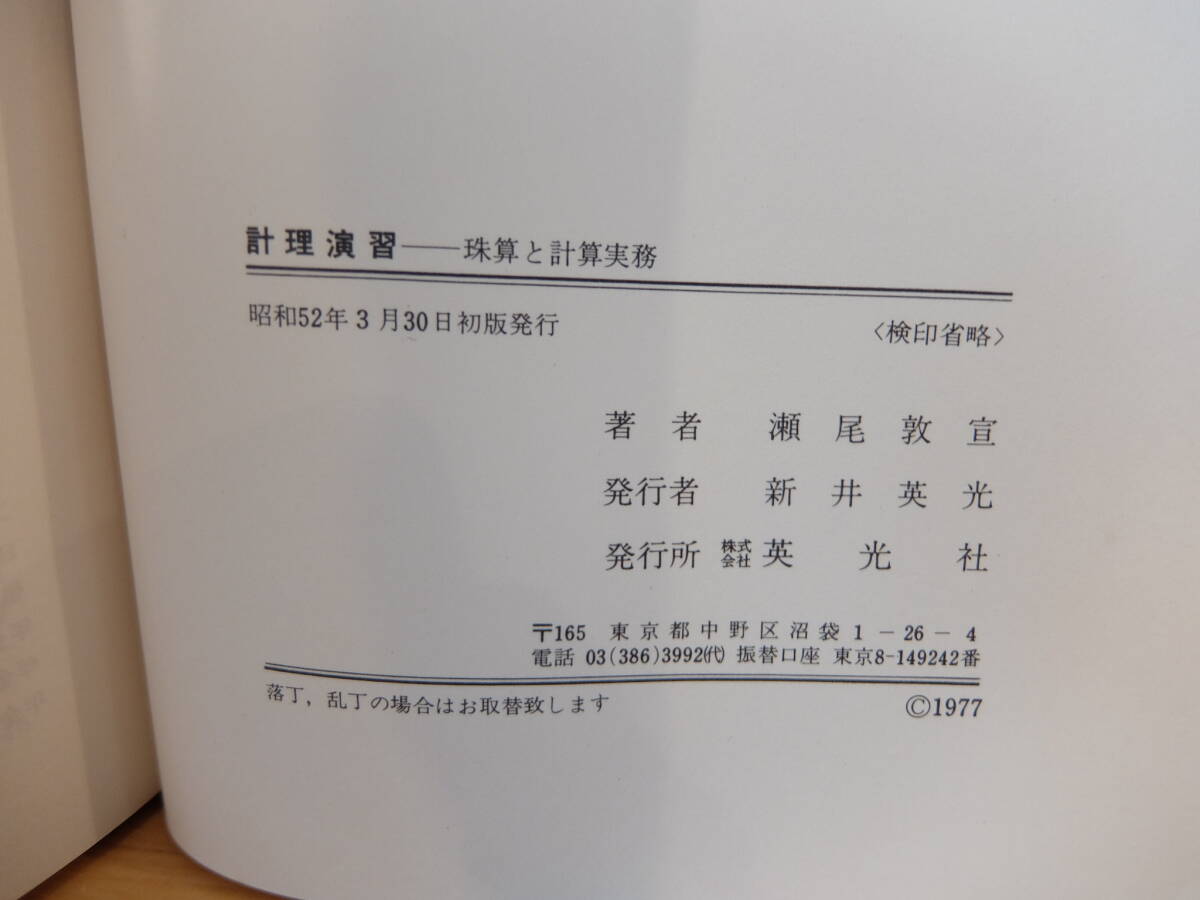 計理演習――珠算と計算実務
昭和52年3月30日初版発行 〈検印省略〉
著者 瀬尾敦宣
発行者 新井英光
発行所 株式会社 英光社
〒165 東京都中野区沼袋1-26-4
電話 03(386)3992(代) 振替口座 東京8-149242番
落丁，乱丁の場合はお取替致します ©1977